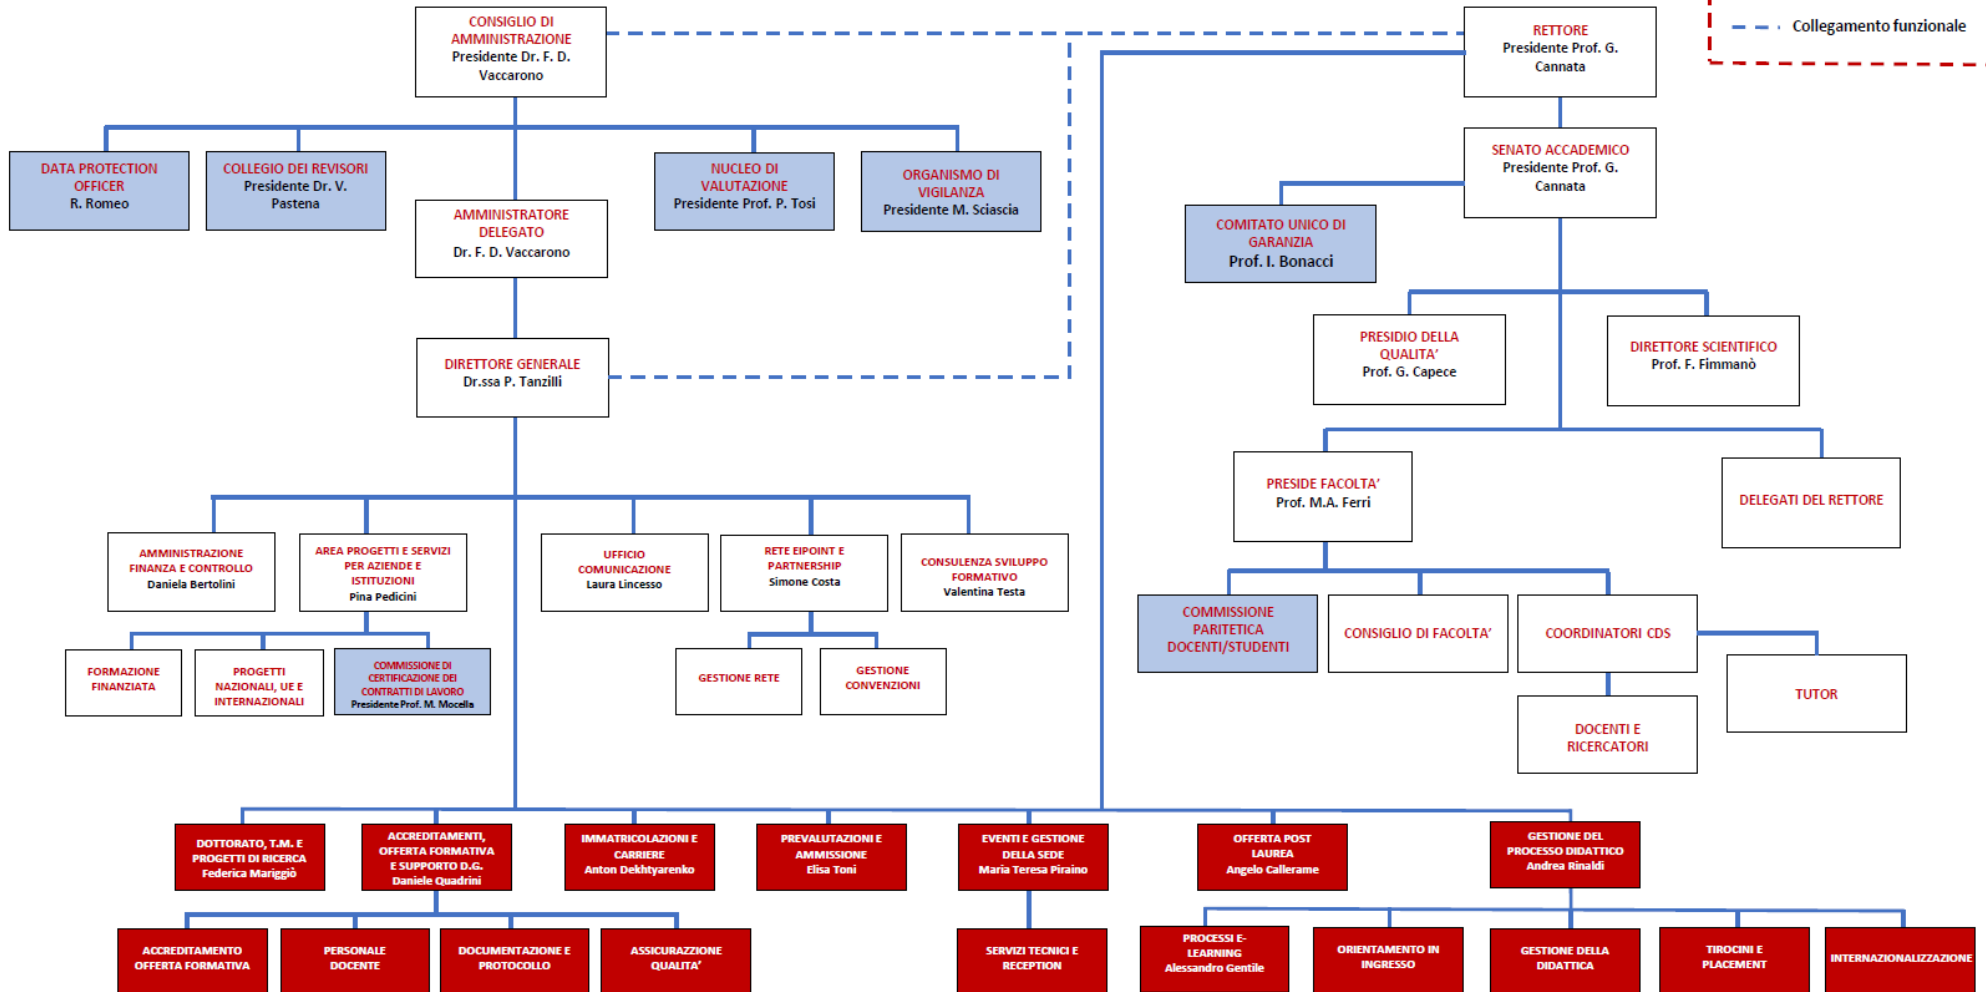 CONSIGLIO DI
AMMINISTRAZIONE
Presidente Dr. F. D.
Vaccarono
RETTORE
Presidente Prof. G.
Cannata
Collegamento funzionale
DATA PROTECTION
OFFICER
R. Romeo
COLLEGIO DEI REVISORI
Presidente Dr. V.
Pastena
NUCLEO DI
VALUTAZIONE
Presidente Prof. P. Tosi
ORGANISMO DI
VIGILANZA
Presidente M. Sciascia
SENATO ACCADEMICO
Presidente Prof. G.
Cannata
AMMINISTRATORE
DELEGATO
Dr. F. D. Vaccarono
COMITATO UNICO DI
GARANZIA
Prof. I. Bonacci
DIRETTORE GENERALE
Dr.ssa P. Tanzilli
PRESIDIO DELLA
QUALITA’
Prof. G. Capece
DIRETTORE SCIENTIFICO
Prof. F. Fimmanò
PRESIDE FACOLTA’
Prof. M.A. Ferri
DELEGATI DEL RETTORE
AMMINISTRAZIONE
FINANZA E CONTROLLO
Daniela Bertolini
AREA PROGETTI E SERVIZI
PER AZIENDE E
ISTITUZIONI
Pina Pedicini
UFFICIO
COMUNICAZIONE
Laura Lincesso
RETE EIPOINT E
PARTNERSHIP
Simone Costa
CONSULENZA SVILUPPO
FORMATIVO
Valentina Testa
COMMISSIONE
PARITETICA
DOCENTI/STUDENTI
CONSIGLIO DI FACOLTA’
COORDINATORI CDS
FORMAZIONE
FINANZIATA
PROGETTI
NAZIONALI, UE E
INTERNAZIONALI
COMMISSIONE DI
CERTIFICAZIONE DEI
CONTRATTI DI LAVORO
Presidente Prof. M. Mocella
GESTIONE RETE
GESTIONE
CONVENZIONI
TUTOR
DOCENTI E
RICERCATORI
DOTTORATO, T.M. E
PROGETTI DI RICERCA
Federica Mariggiò
ACCREDITAMENTI,
OFFERTA FORMATIVA
E SUPPORTO D.G.
Daniele Quadrini
IMMATRICOLAZIONI E
CARRIERE
Anton Dekhtyarenko
PREVALUTAZIONI E
AMMISSIONE
Elisa Toni
EVENTI E GESTIONE
DELLA SEDE
Maria Teresa Piraino
OFFERTA POST
LAUREA
Angelo Callerame
GESTIONE DEL
PROCESSO DIDATTICO
Andrea Rinaldi
ACCREDITAMENTO
OFFERTA FORMATIVA
PERSONALE
DOCENTE
DOCUMENTAZIONE E
PROTOCOLLO
ASSICURAZZIONE
QUALITA’
SERVIZI TECNICI E
RECEPTION
PROCESSI E-
LEARNING
Alessandro Gentile
ORIENTAMENTO IN
INGRESSO
GESTIONE DELLA
DIDATTICA
TIROCINI E
PLACEMENT
INTERNAZIONALIZZAZIONE